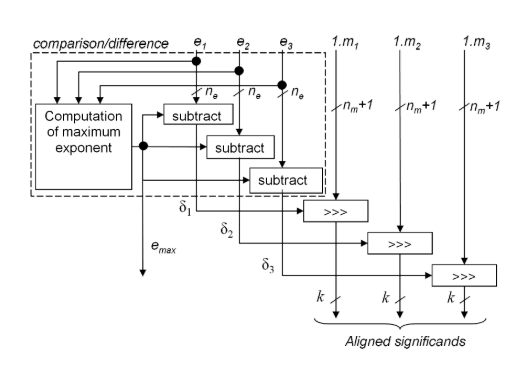 comparison/difference e1 e2 e3 1.m1 1.m2 1.m3
ne ne ne nm+1 nm+1 nm+1
Computation
of maximum
exponent
subtract
subtract
subtract
δ1 >>>
δ2 >>>
emax
δ3 >>>
k k k
Aligned significands